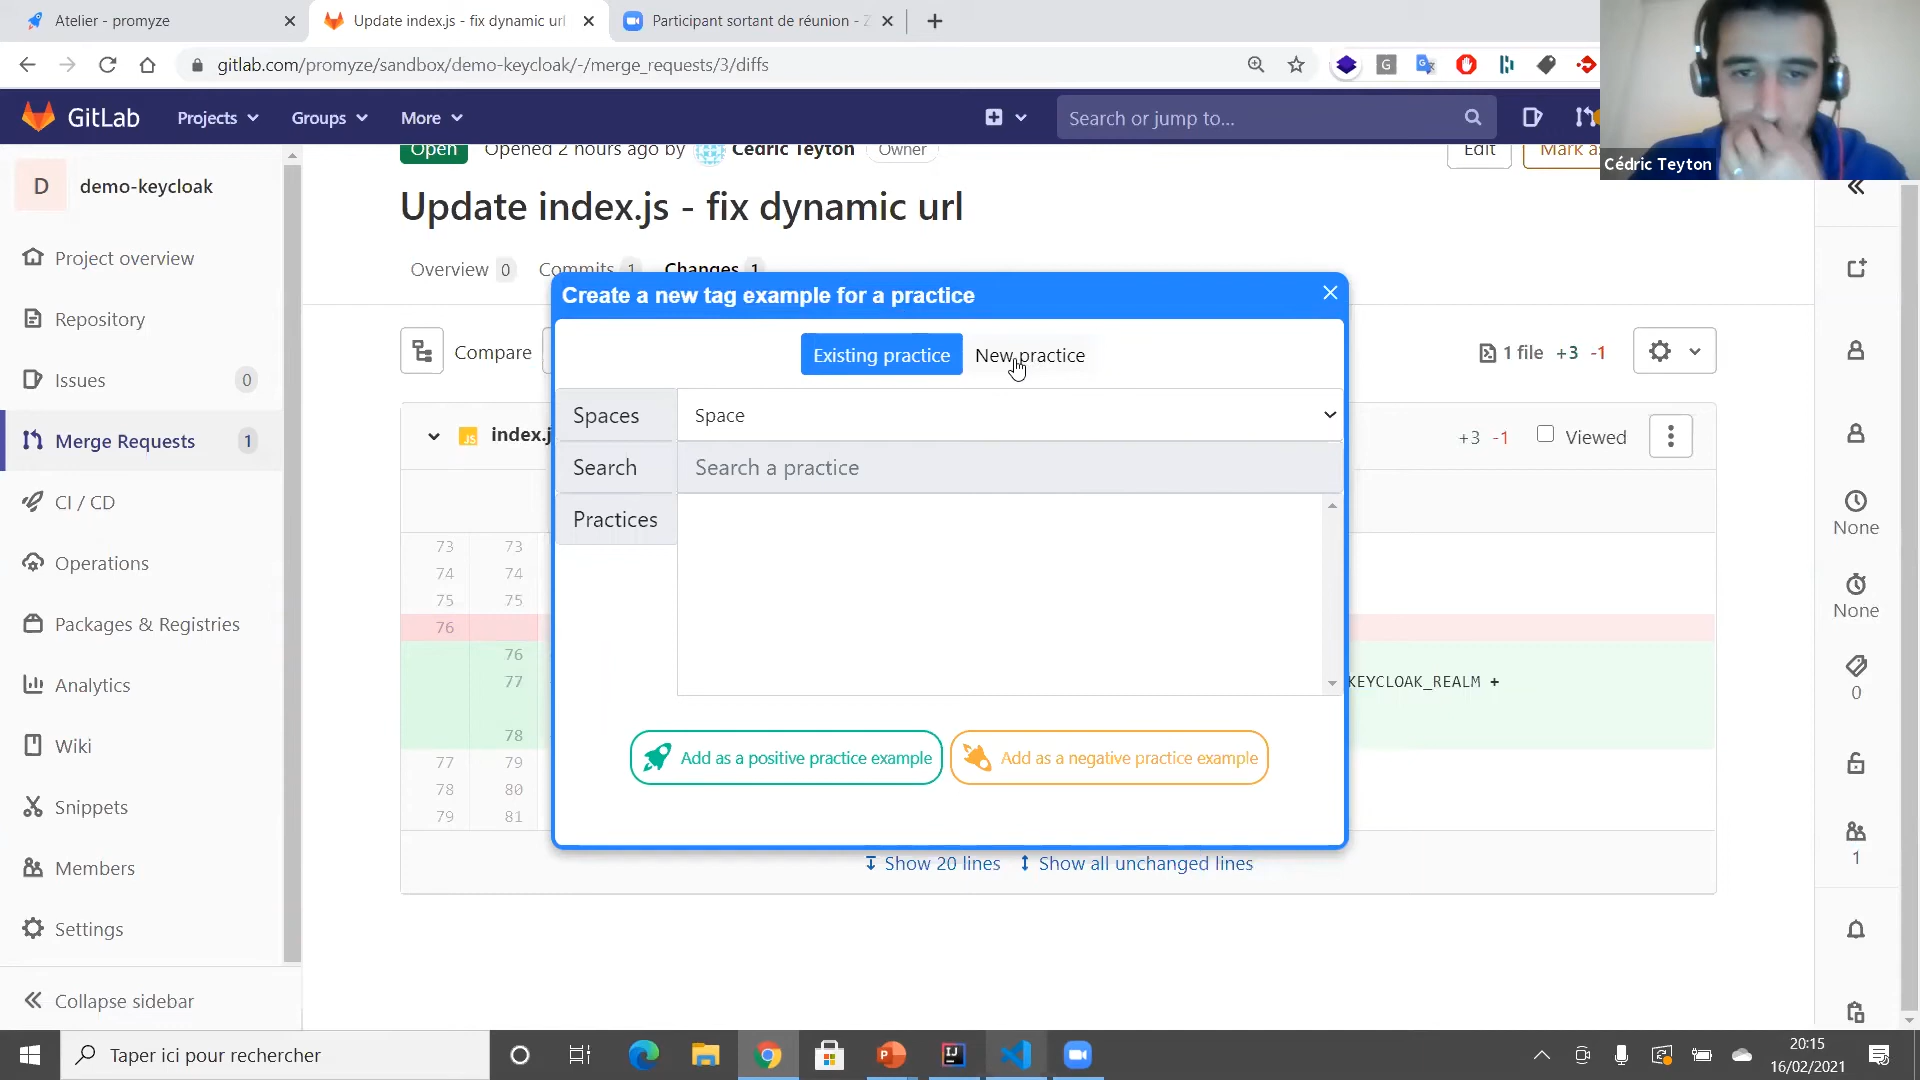 Atelier - promyze
Update index.js - fix dynamic url
Participant sortant de réunion - Z
gitlab.com/promyze/sandbox/demo-keycloak/-/merge_requests/3/diffs
GitLab
Projects
Groups
More
Search or jump to...
Cédric Teyton
D
demo-keycloak
Project overview
Repository
Issues 0
Merge Requests 1
CI / CD
Operations
Packages & Registries
Analytics
Wiki
Snippets
Members
Settings
Collapse sidebar
Open Opened 2 hours ago by Cédric Teyton Owner
Edit
Mark as
Update index.js - fix dynamic url
Overview 0 Commits 1 Changes 1
Compare
1 file +3 -1
index.j
+3 -1 Viewed
73 73
74 74
75 75
76
76
77
KEYCLOAK_REALM +
78
77 79
78 80
79 81
Show 20 lines Show all unchanged lines
Create a new tag example for a practice
Existing practice New practice
Spaces Space
Search Search a practice
Practices
Add as a positive practice example
Add as a negative practice example
None
None
0
1
Taper ici pour rechercher
20:15
16/02/2021